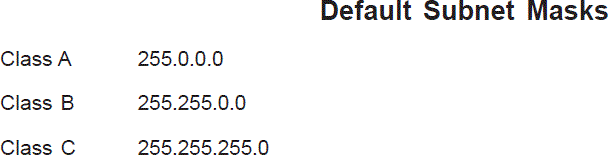 Default Subnet Masks
Class A 255.0.0.0
Class B 255.255.0.0
Class C 255.255.255.0